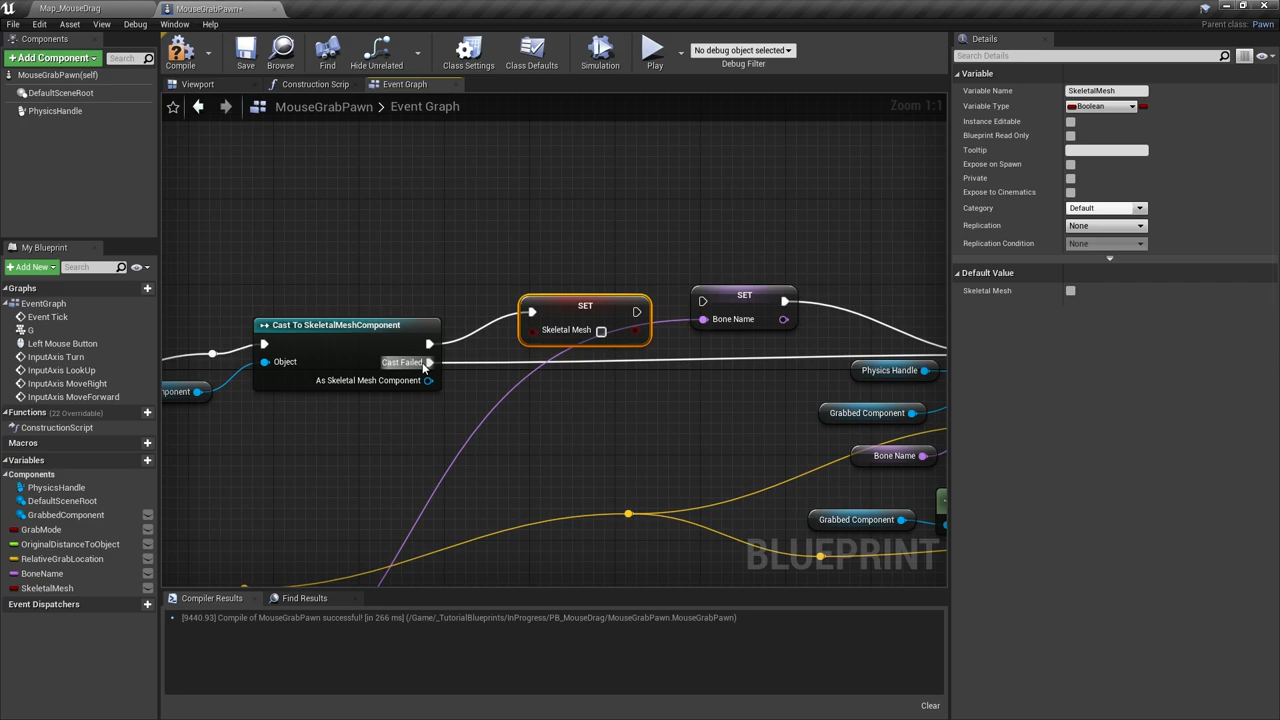 Map_MouseDrag
MouseGrabPawn*
File Edit Asset View Debug Window Help
Parent class: Pawn
Components
+ Add Component
Search
MouseGrabPawn(self)
DefaultSceneRoot
PhysicsHandle
Compile
Save
Browse
Find
Hide Unrelated
Class Settings
Class Defaults
Simulation
Play
No debug object selected
Debug Filter
Viewport
Construction Scrip
Event Graph
MouseGrabPawn > Event Graph
Zoom 1:1
My Blueprint
+ Add New
Search
Graphs
EventGraph
Event Tick
G
Left Mouse Button
InputAxis Turn
InputAxis LookUp
InputAxis MoveRight
InputAxis MoveForward
Functions (22 Overridable)
ConstructionScript
Macros
Variables
Components
PhysicsHandle
DefaultSceneRoot
GrabbedComponent
GrabMode
OriginalDistanceToObject
RelativeGrabLocation
BoneName
SkeletalMesh
Event Dispatchers
Cast To SkeletalMeshComponent
Object
Cast Failed
As Skeletal Mesh Component
ponent
SET
Skeletal Mesh
SET
Bone Name
Physics Handle
Grabbed Component
Bone Name
Grabbed Component
BLUEPRINT
Compiler Results
Find Results
[9440.93] Compile of MouseGrabPawn successful! [in 266 ms] (/Game/_TutorialBlueprints/InProgress/PB_MouseDrag/MouseGrabPawn.MouseGrabPawn)
Clear
Details
Search Details
Variable
Variable Name SkeletalMesh
Variable Type Boolean
Instance Editable
Blueprint Read Only
Tooltip
Expose on Spawn
Private
Expose to Cinematics
Category Default
Replication None
Replication Condition None
Default Value
Skeletal Mesh